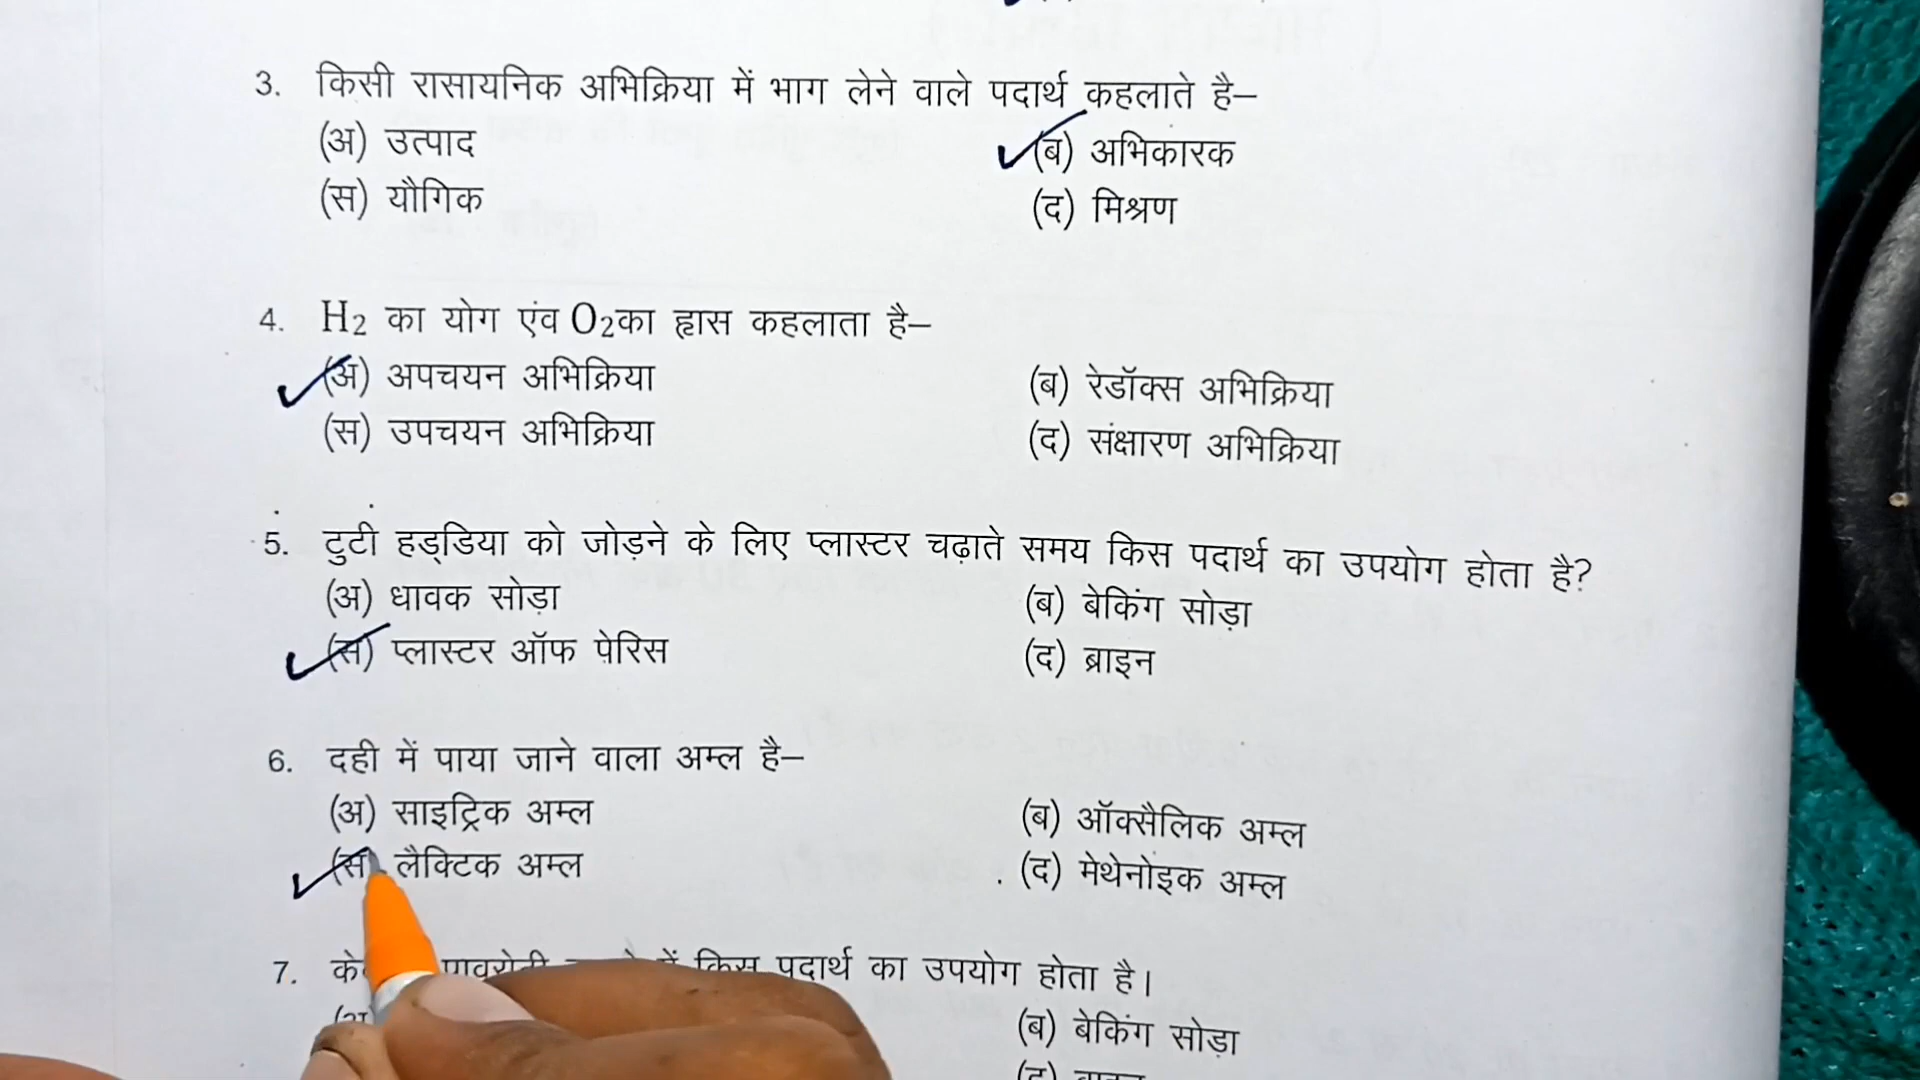 3. किसी रासायनिक अभिक्रिया में भाग लेने वाले पदार्थ कहलाते है–
(अ) उत्पाद (ब) अभिकारक
(स) यौगिक (द) मिश्रण
4. H2 का योग एंव O2का ह्रास कहलाता है–
(अ) अपचयन अभिक्रिया (ब) रेडॉक्स अभिक्रिया
(स) उपचयन अभिक्रिया (द) संक्षारण अभिक्रिया
5. टुटी हड्डिया को जोड़ने के लिए प्लास्टर चढ़ाते समय किस पदार्थ का उपयोग होता है?
(अ) धावक सोड़ा (ब) बेकिंग सोड़ा
(स) प्लास्टर ऑफ पेरिस (द) ब्राइन
6. दही में पाया जाने वाला अम्ल है–
(अ) साइट्रिक अम्ल (ब) ऑक्सैलिक अम्ल
(स) लैक्टिक अम्ल (द) मेथेनोइक अम्ल
7. पावरोटी में किस पदार्थ का उपयोग होता है।
(ब) बेकिंग सोड़ा